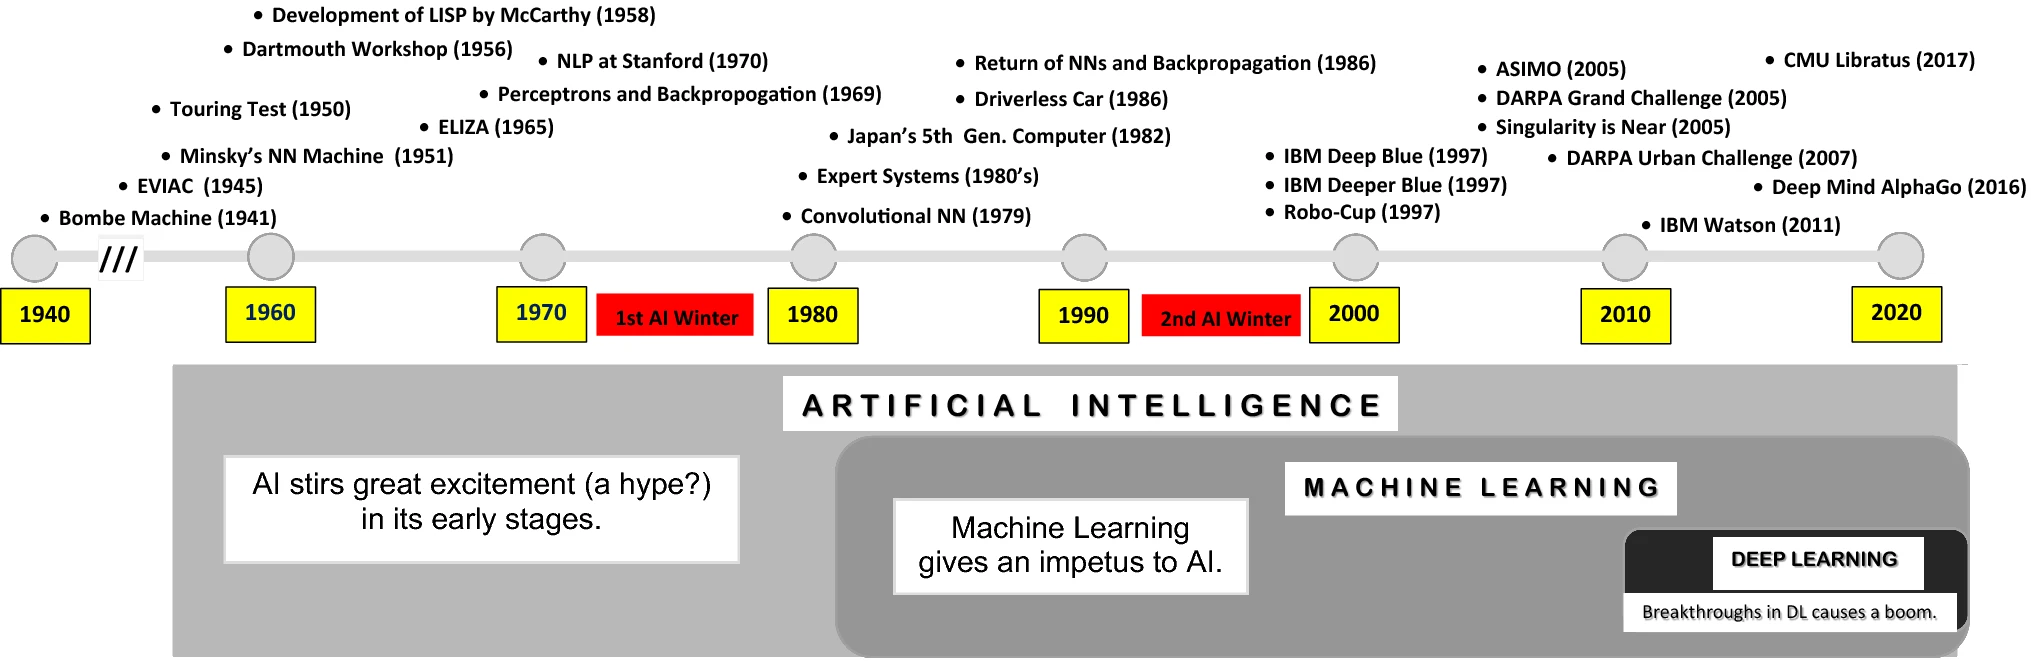 • Development of LISP by McCarthy (1958)
• Dartmouth Workshop (1956)
• NLP at Stanford (1970)
• Return of NNs and Backpropagation (1986)
• ASIMO (2005)
• CMU Libratus (2017)
• Touring Test (1950)
• Perceptrons and Backpropogation (1969)
• Driverless Car (1986)
• DARPA Grand Challenge (2005)
• ELIZA (1965)
• Japan’s 5th  Gen. Computer (1982)
• Singularity is Near (2005)
• Minsky’s NN Machine  (1951)
• Expert Systems (1980’s)
• IBM Deep Blue (1997)
• DARPA Urban Challenge (2007)
• EVIAC  (1945)
• IBM Deeper Blue (1997)
• Deep Mind AlphaGo (2016)
• Bombe Machine (1941)
• Convolutional NN (1979)
• Robo-Cup (1997)
• IBM Watson (2011)
///
1940
1960
1970
1st AI Winter
1980
1990
2nd AI Winter
2000
2010
2020
ARTIFICIAL INTELLIGENCE
AI stirs great excitement (a hype?)
in its early stages.
MACHINE LEARNING
Machine Learning
gives an impetus to AI.
DEEP LEARNING
Breakthroughs in DL causes a boom.